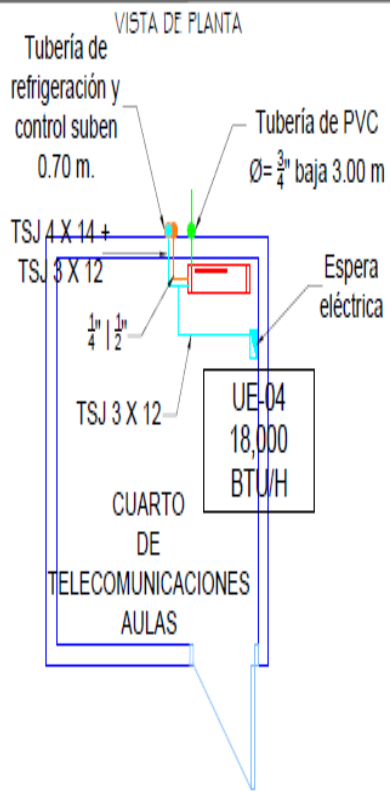 VISTA DE PLANTA
Tubería de
refrigeración y
control suben
0.70 m.
Tubería de PVC
Ø= 3/4" baja 3.00 m
TSJ 4 X 14 +
TSJ 3 X 12
Espera
eléctrica
1/4" | 1/2"
TSJ 3 X 12
UE-04
18,000
BTU/H
CUARTO
DE
TELECOMUNICACIONES
AULAS